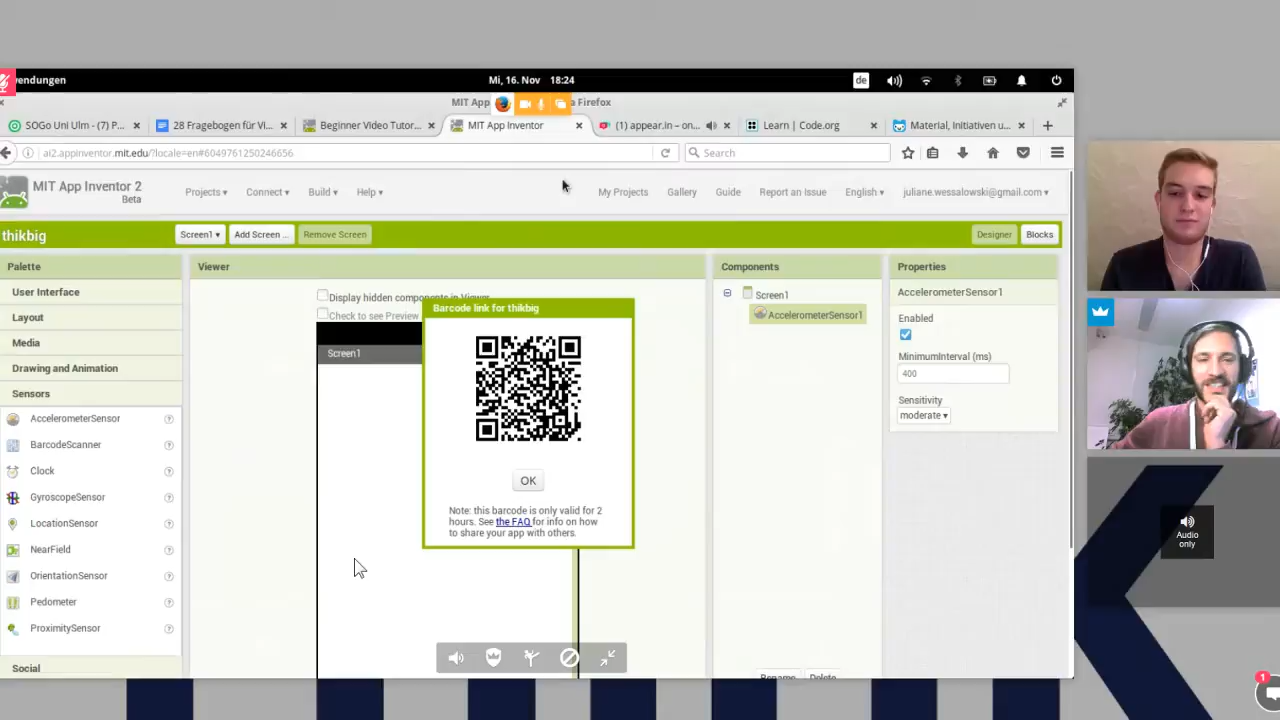 wendungen
Mi, 16. Nov 18:24
de
MIT App
a Firefox
SOGo Uni Ulm - (7) P...
28 Fragebogen für Vi...
Beginner Video Tutor...
MIT App Inventor
(1) appear.in – on...
Learn | Code.org
Material, Initiativen u...
ai2.appinventor.mit.edu/?locale=en#6049761250246656
Search
MIT App Inventor 2
Beta
Projects
Connect
Build
Help
My Projects
Gallery
Guide
Report an Issue
English
juliane.wessalowski@gmail.com
thikbig
Screen1
Add Screen ...
Remove Screen
Designer
Blocks
Palette
User Interface
Layout
Media
Drawing and Animation
Sensors
AccelerometerSensor
BarcodeScanner
Clock
GyroscopeSensor
LocationSensor
NearField
OrientationSensor
Pedometer
ProximitySensor
Social
Viewer
Display hidden components in Viewer
Check to see Preview
Screen1
Barcode link for thikbig
OK
Note: this barcode is only valid for 2
hours. See the FAQ for info on how
to share your app with others.
Components
Screen1
AccelerometerSensor1
Rename
Delete
Properties
AccelerometerSensor1
Enabled
MinimumInterval (ms)
400
Sensitivity
moderate
Audio
only
1